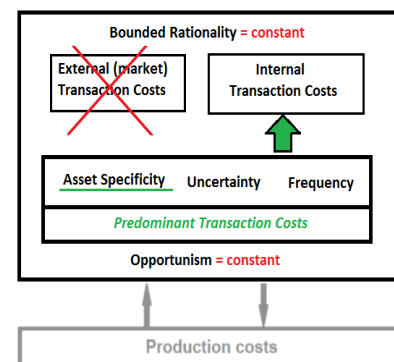 Bounded Rationality = constant
External (market)
Transaction Costs
Internal
Transaction Costs
Asset Specificity Uncertainty Frequency
Predominant Transaction Costs
Opportunism = constant
Production costs